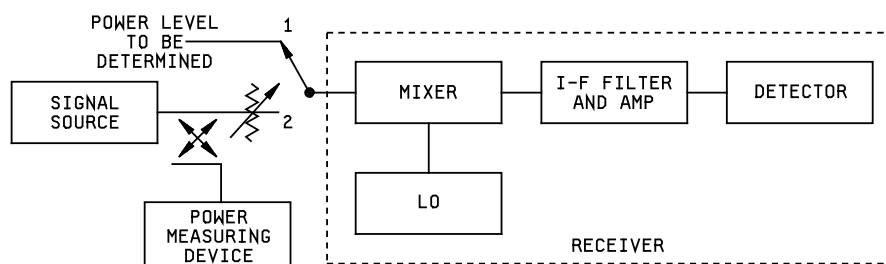 POWER LEVEL
TO BE
DETERMINED
1
SIGNAL
SOURCE
2
MIXER
I-F FILTER
AND AMP
DETECTOR
LO
POWER
MEASURING
DEVICE
RECEIVER